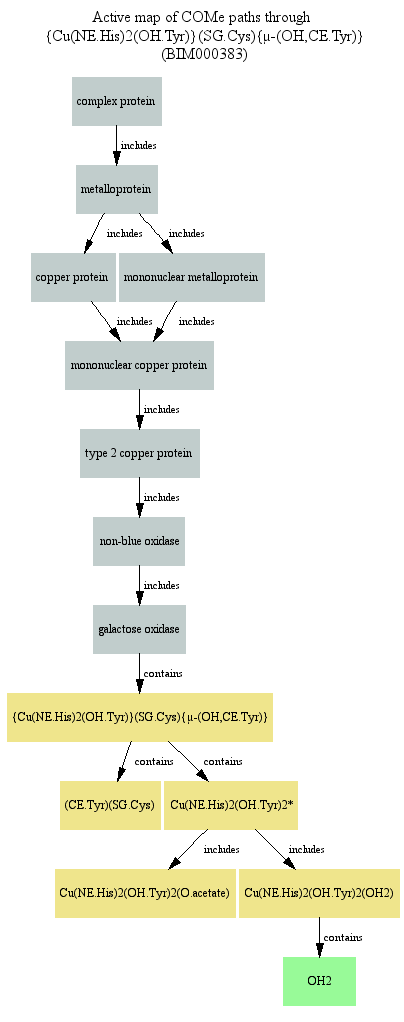 Active map of COMe paths through
{Cu(NE.His)2(OH.Tyr)}(SG.Cys){μ-(OH,CE.Tyr)}
(BIM000383)
complex protein
includes
metalloprotein
includes
includes
copper protein
mononuclear metalloprotein
includes
includes
mononuclear copper protein
includes
type 2 copper protein
includes
non-blue oxidase
includes
galactose oxidase
contains
{Cu(NE.His)2(OH.Tyr)}(SG.Cys){μ-(OH,CE.Tyr)}
contains
contains
(CE.Tyr)(SG.Cys)
Cu(NE.His)2(OH.Tyr)2*
includes
includes
Cu(NE.His)2(OH.Tyr)2(O.acetate)
Cu(NE.His)2(OH.Tyr)2(OH2)
contains
OH2